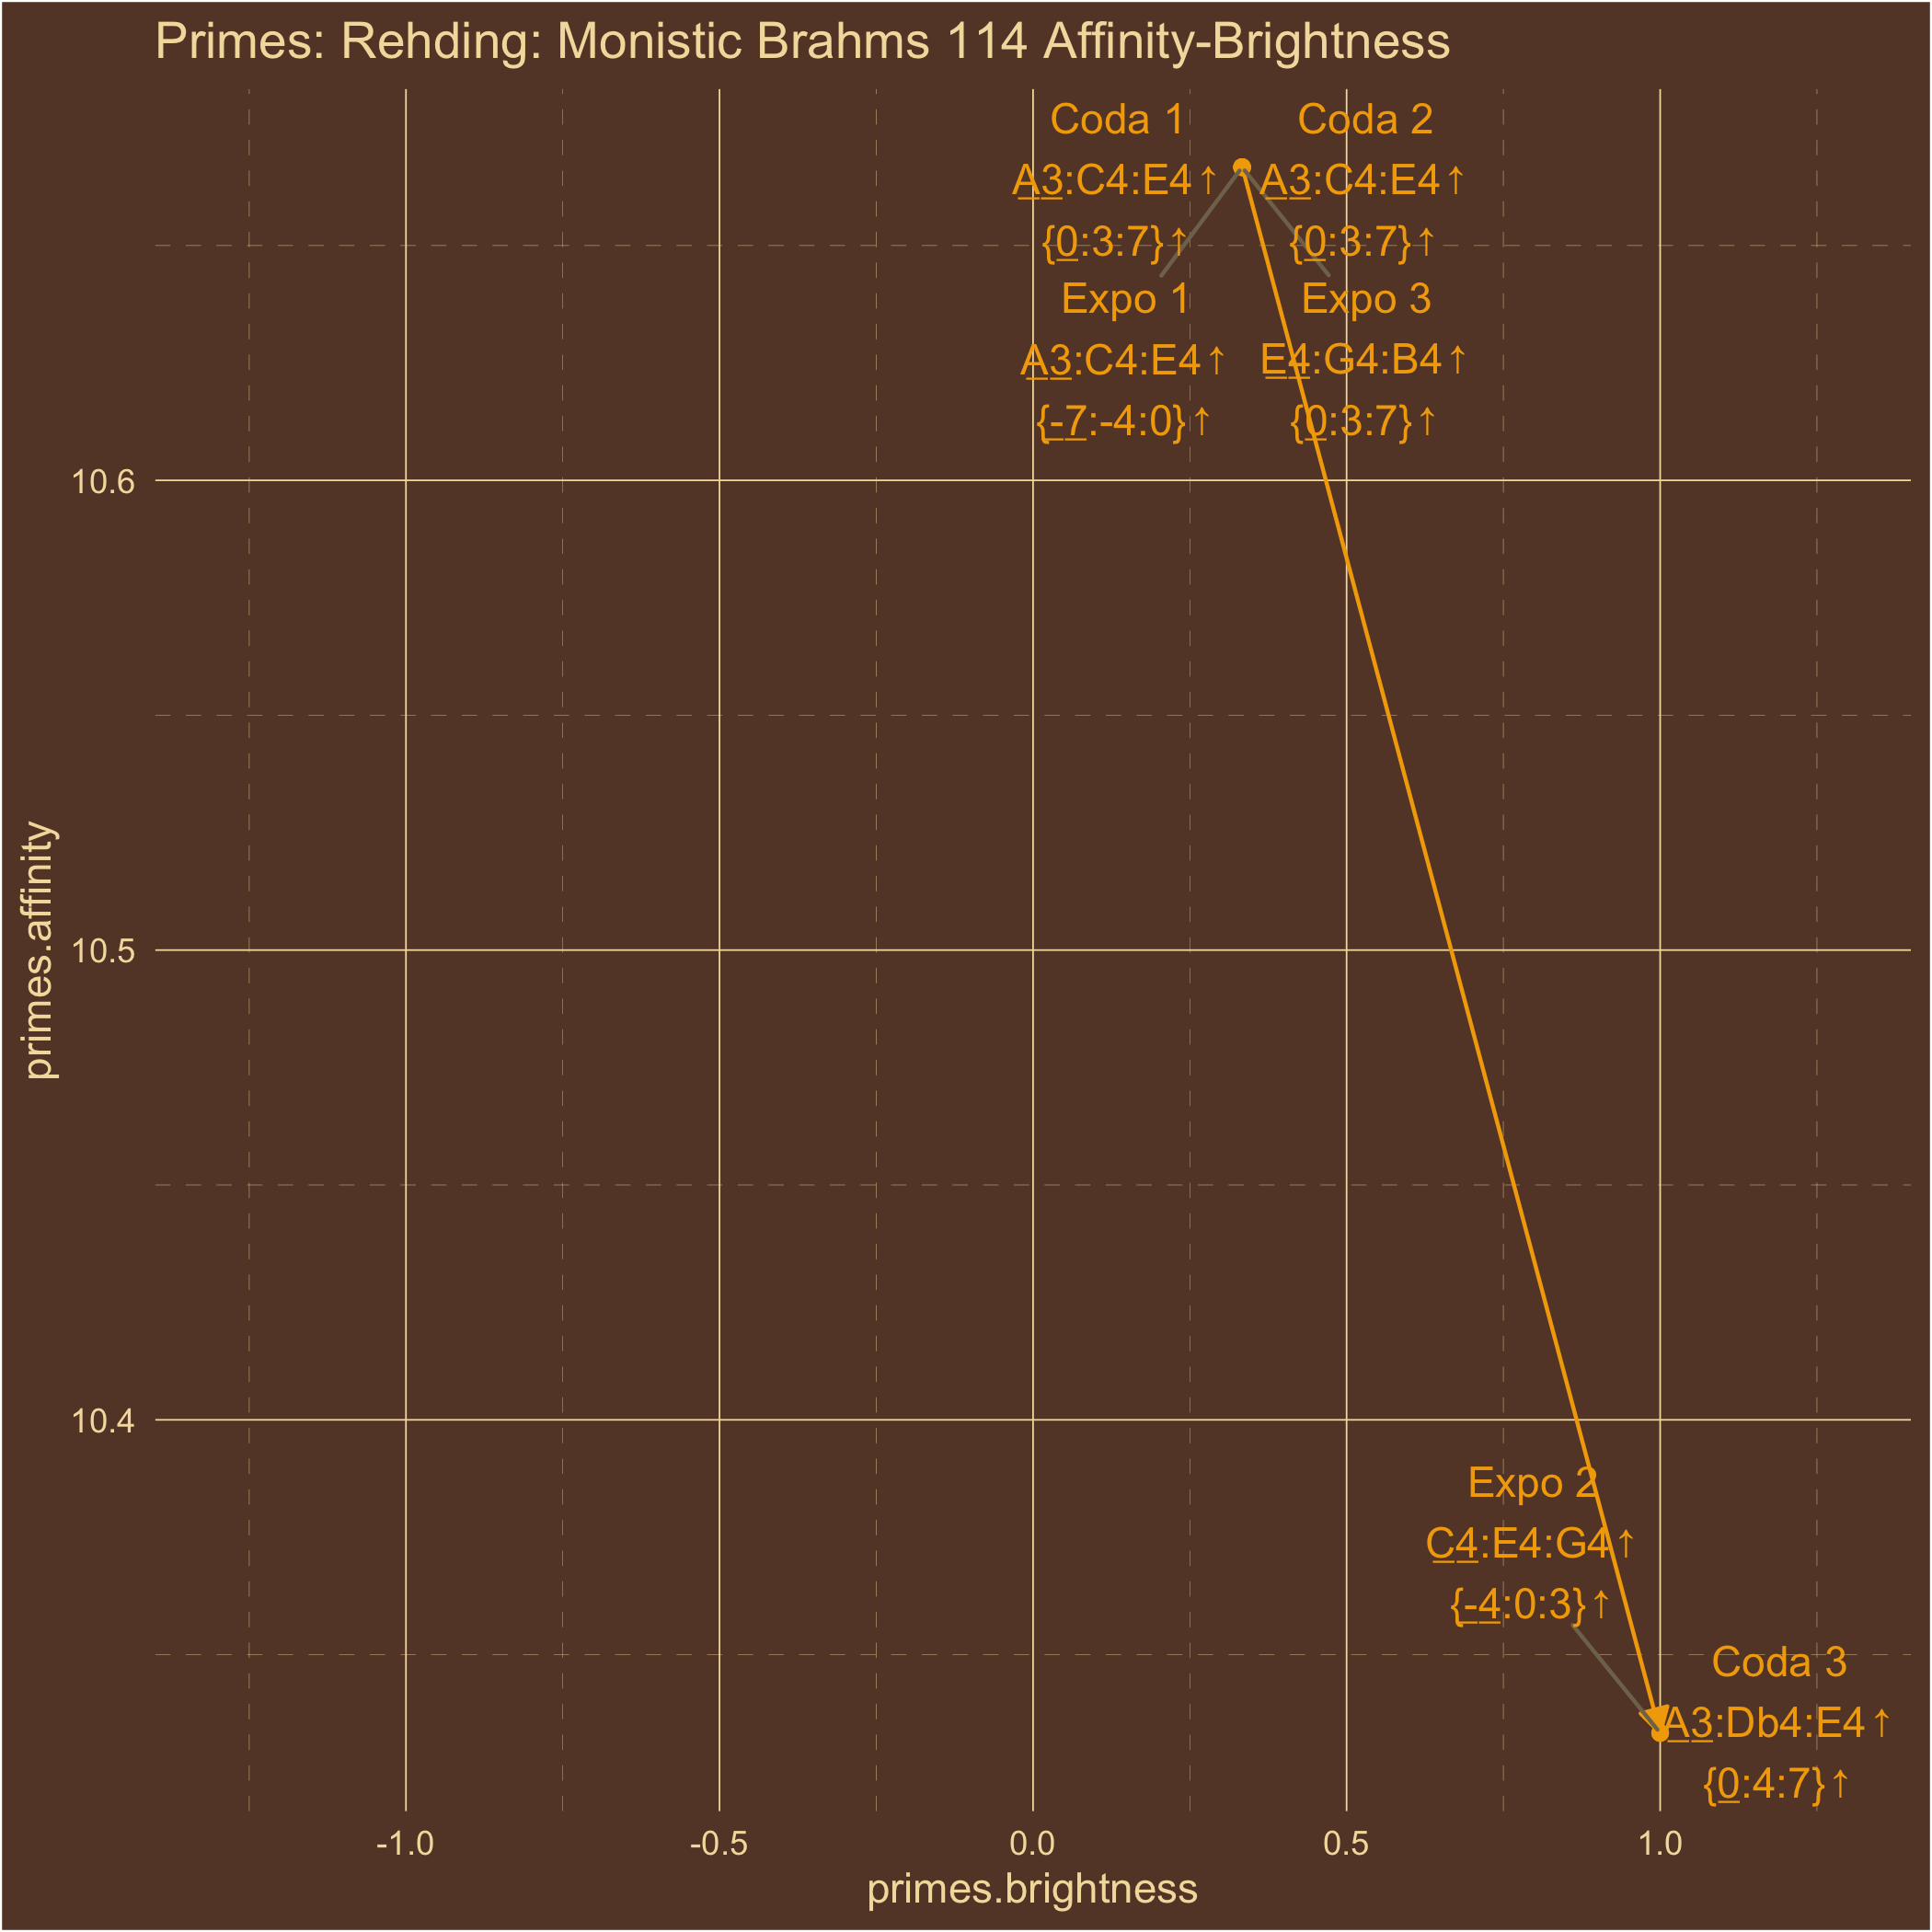 Primes: Rehding: Monistic Brahms 114 Affinity-Brightness
Coda 1
A3:C4:E4↑
{0:3:7}↑
Coda 2
A3:C4:E4↑
{0:3:7}↑
Expo 1
A3:C4:E4↑
{-7:-4:0}↑
Expo 3
E4:G4:B4↑
{0:3:7}↑
10.6
10.5
10.4
primes.affinity
Expo 2
C4:E4:G4↑
{-4:0:3}↑
Coda 3
A3:Db4:E4↑
{0:4:7}↑
-1.0
-0.5
0.0
0.5
1.0
primes.brightness